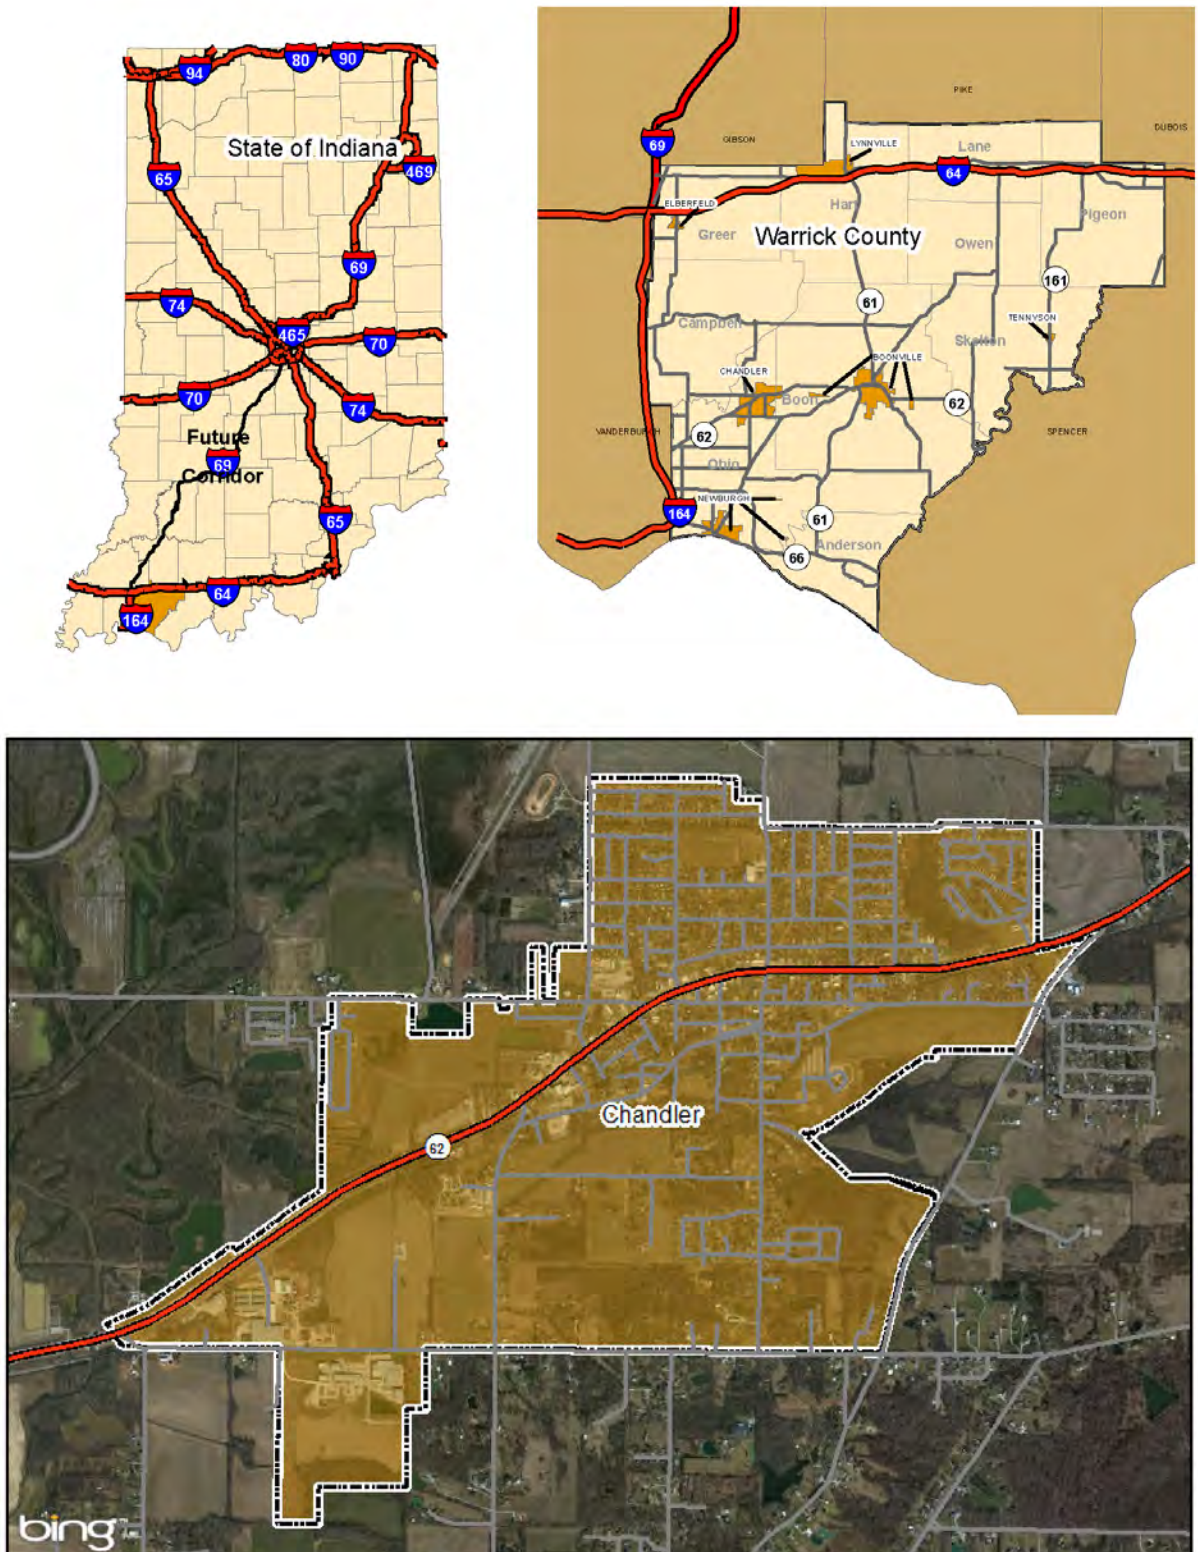 94
80
90
State of Indiana
65
469
69
74
465
70
70
74
Future
69
Corridor
65
64
164
PIKE
DUBOIS
GIBSON
69
LYNNVILLE
Lane
64
ELBERFELD
Hart
Pigeon
Greer
Warrick County
Owen
161
61
TENNYSON
Campbell
Skelton
BOONVILLE
CHANDLER
Boon
62
VANDERBURGH
62
SPENCER
Ohio
NEWBURGH
164
61
Anderson
66
Chandler
62
bing